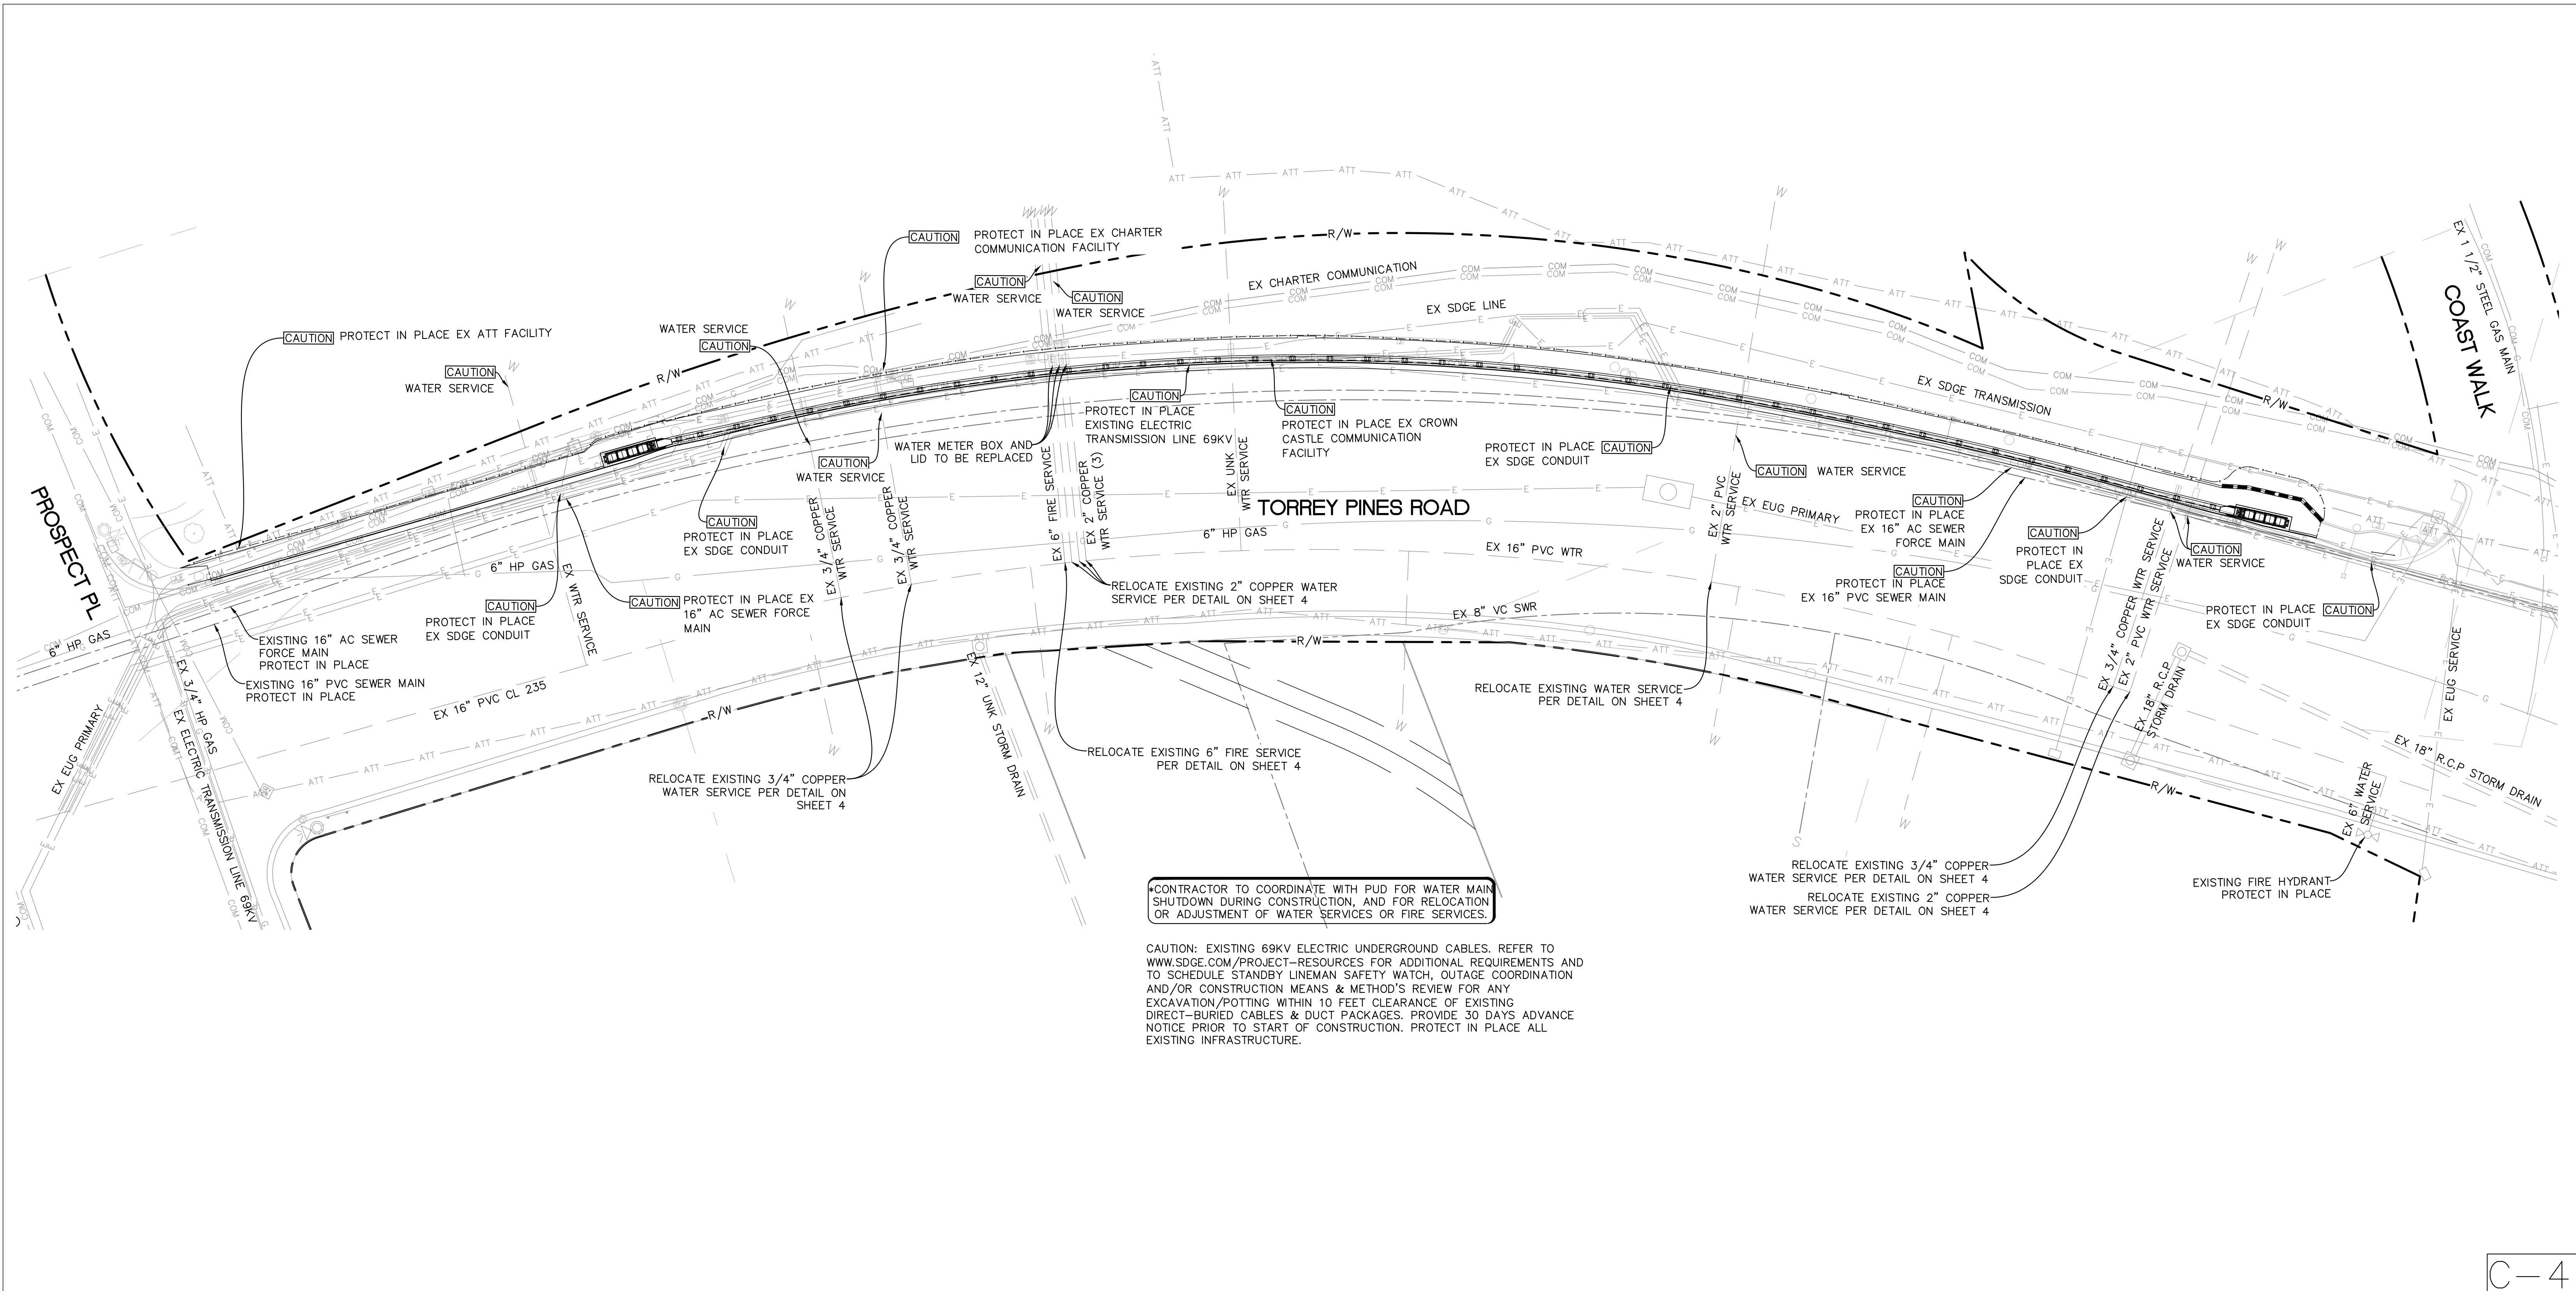 R/W
CAUTION PROTECT IN PLACE EX CHARTER
COMMUNICATION FACILITY
CAUTION
WATER SERVICE
CAUTION
WATER SERVICE
EX CHARTER COMMUNICATION
EX SDGE LINE
CAUTION PROTECT IN PLACE EX ATT FACILITY
WATER SERVICE
CAUTION
R/W
CAUTION
WATER SERVICE
EX SDGE TRANSMISSION
R/W
EX 1 1/2" STEEL GAS MAIN
COAST WALK
PROSPECT PL
CAUTION
PROTECT IN PLACE
EXISTING ELECTRIC
TRANSMISSION LINE 69KV
CAUTION
PROTECT IN PLACE EX CROWN
CASTLE COMMUNICATION
FACILITY
WATER METER BOX AND
LID TO BE REPLACED
CAUTION
WATER SERVICE
PROTECT IN PLACE CAUTION
EX SDGE CONDUIT
CAUTION WATER SERVICE
EX 3/4" COPPER
WTR SERVICE
EX 3/4" COPPER
WTR SERVICE
EX 6" FIRE SERVICE
EX 2" COPPER
WTR SERVICE (3)
EX UNK
WTR SERVICE
TORREY PINES ROAD
EX 2" PVC
WTR SERVICE
EX EUG PRIMARY
CAUTION
PROTECT IN PLACE
EX 16" AC SEWER
FORCE MAIN
CAUTION
PROTECT IN PLACE
EX SDGE CONDUIT
6" HP GAS
6" HP GAS
EX 16" PVC WTR
CAUTION
PROTECT IN
PLACE EX
SDGE CONDUIT
CAUTION
WATER SERVICE
CAUTION
PROTECT IN PLACE
EX 16" PVC SEWER MAIN
EX WTR SERVICE
CAUTION
PROTECT IN PLACE
EX SDGE CONDUIT
CAUTION PROTECT IN PLACE EX
16" AC SEWER FORCE
MAIN
RELOCATE EXISTING 2" COPPER WATER
SERVICE PER DETAIL ON SHEET 4
EX 8" VC SWR
EX 3/4" COPPER WTR SERVICE
EX 2" PVC WTR SERVICE
PROTECT IN PLACE CAUTION
EX SDGE CONDUIT
6" HP GAS
EXISTING 16" AC SEWER
FORCE MAIN
PROTECT IN PLACE
EXISTING 16" PVC SEWER MAIN
PROTECT IN PLACE
EX 3/4" HP GAS
EX ELECTRIC TRANSMISSION LINE 69KV
EX EUG PRIMARY
EX 16" PVC CL 235
R/W
R/W
EX 12" UNK STORM DRAIN
RELOCATE EXISTING WATER SERVICE
PER DETAIL ON SHEET 4
EX 18" R.C.P
STORM DRAIN
EX EUG SERVICE
EX 18" R.C.P STORM DRAIN
RELOCATE EXISTING 6" FIRE SERVICE
PER DETAIL ON SHEET 4
RELOCATE EXISTING 3/4" COPPER
WATER SERVICE PER DETAIL ON
SHEET 4
R/W
EX 6" WATER
SERVICE
RELOCATE EXISTING 3/4" COPPER
WATER SERVICE PER DETAIL ON SHEET 4
RELOCATE EXISTING 2" COPPER
WATER SERVICE PER DETAIL ON SHEET 4
EXISTING FIRE HYDRANT
PROTECT IN PLACE
*CONTRACTOR TO COORDINATE WITH PUD FOR WATER MAIN
SHUTDOWN DURING CONSTRUCTION, AND FOR RELOCATION
OR ADJUSTMENT OF WATER SERVICES OR FIRE SERVICES.
CAUTION: EXISTING 69KV ELECTRIC UNDERGROUND CABLES. REFER TO
WWW.SDGE.COM/PROJECT-RESOURCES FOR ADDITIONAL REQUIREMENTS AND
TO SCHEDULE STANDBY LINEMAN SAFETY WATCH, OUTAGE COORDINATION
AND/OR CONSTRUCTION MEANS & METHOD'S REVIEW FOR ANY
EXCAVATION/POTTING WITHIN 10 FEET CLEARANCE OF EXISTING
DIRECT-BURIED CABLES & DUCT PACKAGES. PROVIDE 30 DAYS ADVANCE
NOTICE PRIOR TO START OF CONSTRUCTION. PROTECT IN PLACE ALL
EXISTING INFRASTRUCTURE.
C-4